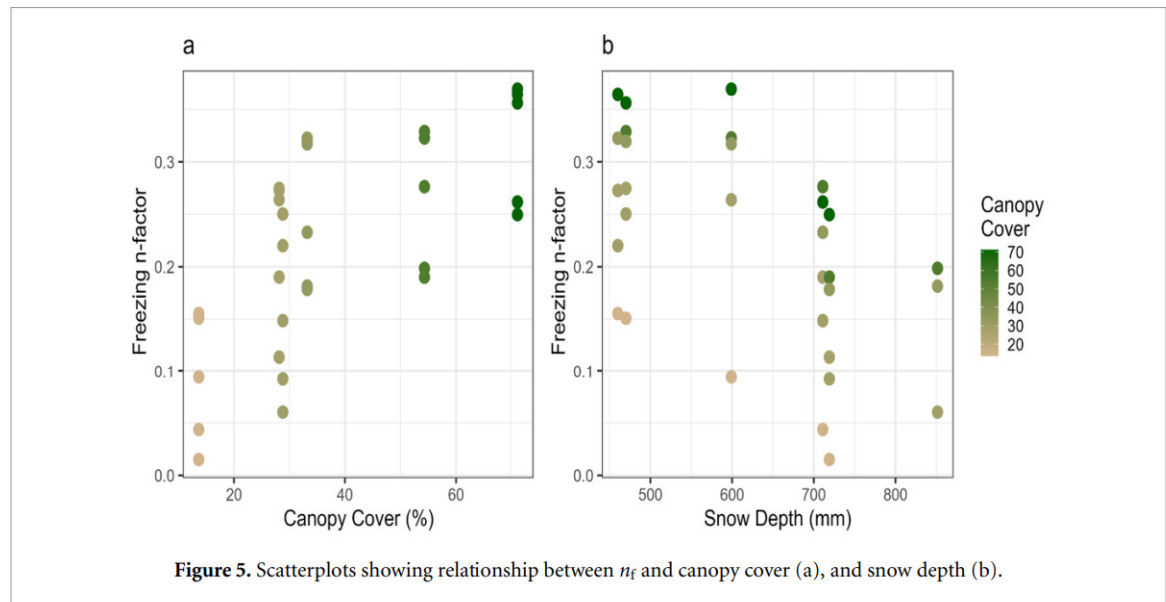 a
b
Freezing n-factor
0.3
0.2
0.1
0.0
20
40
60
Canopy Cover (%)
Freezing n-factor
0.3
0.2
0.1
0.0
500
600
700
800
Snow Depth (mm)
Canopy
Cover
70
60
50
40
30
20
Figure 5. Scatterplots showing relationship between nf and canopy cover (a), and snow depth (b).